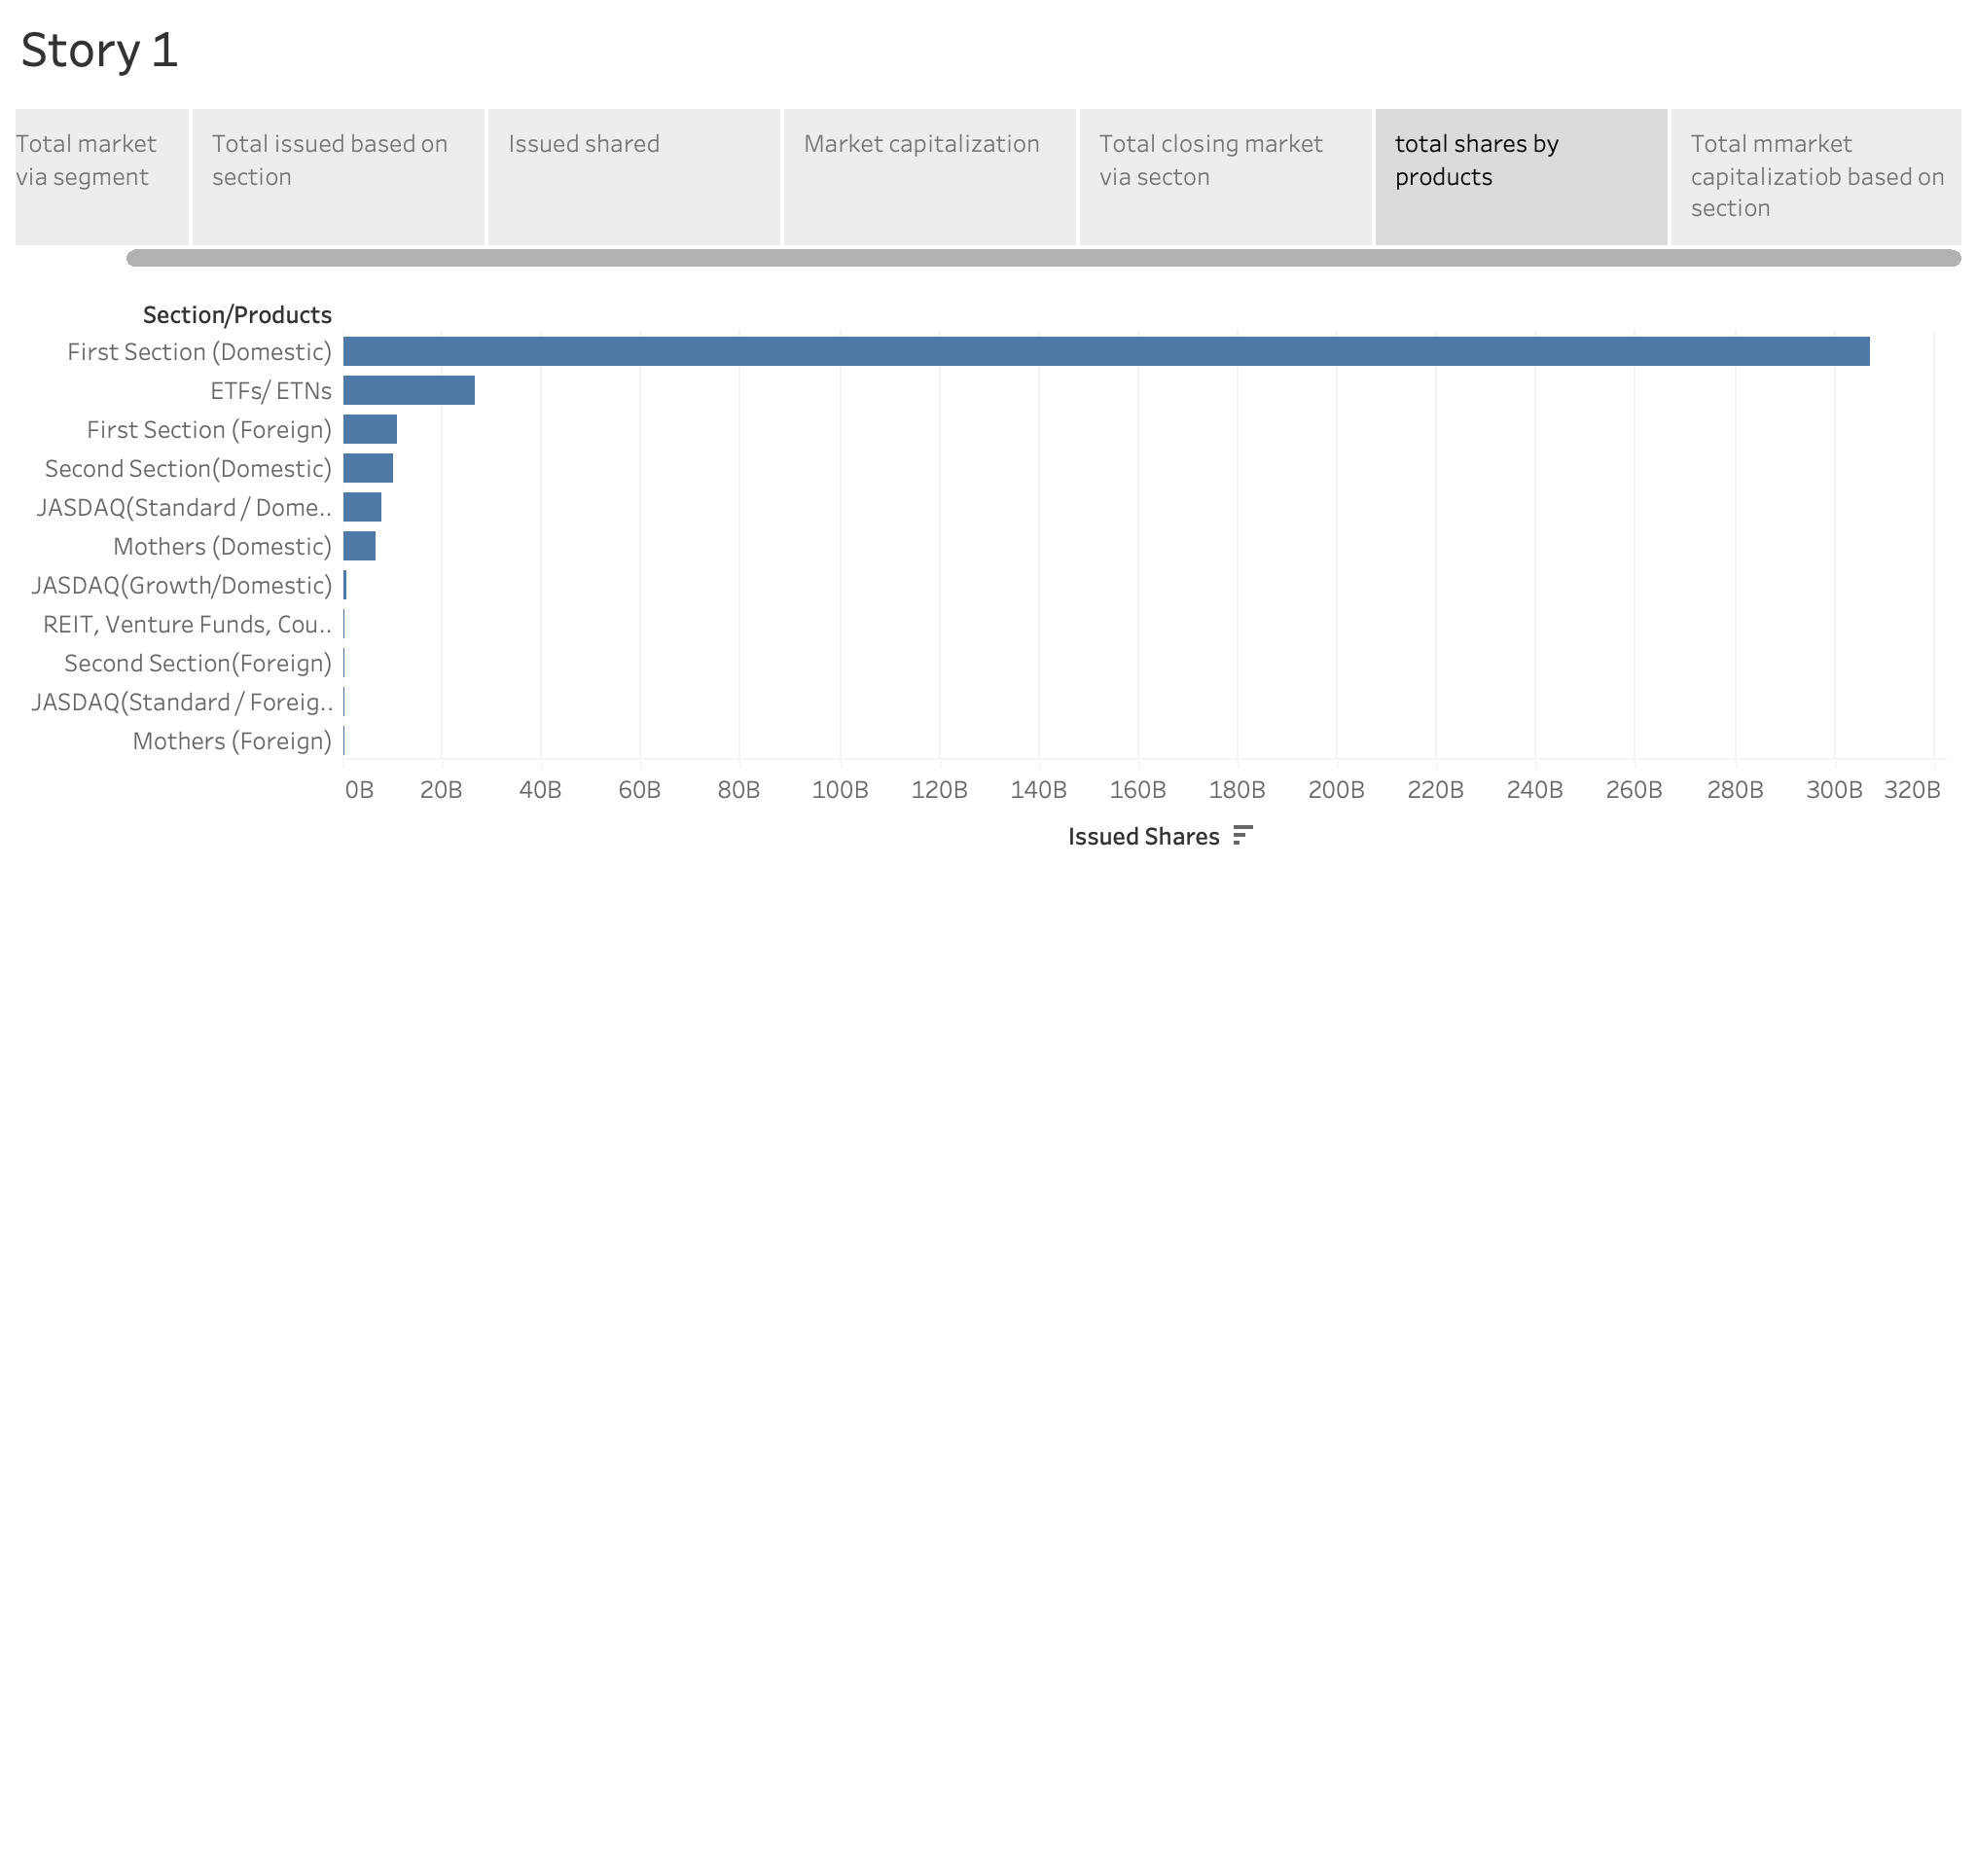 Story 1
Total market
via segment
Total issued based on
section
Issued shared
Market capitalization
Total closing market
via secton
total shares by
products
Total mmarket
capitalizatiob based on
section
Section/Products
First Section (Domestic)
ETFs/ ETNs
First Section (Foreign)
Second Section(Domestic)
JASDAQ(Standard / Dome..
Mothers (Domestic)
JASDAQ(Growth/Domestic)
REIT, Venture Funds, Cou..
Second Section(Foreign)
JASDAQ(Standard / Foreig..
Mothers (Foreign)
0B 20B 40B 60B 80B 100B 120B 140B 160B 180B 200B 220B 240B 260B 280B 300B 320B
Issued Shares